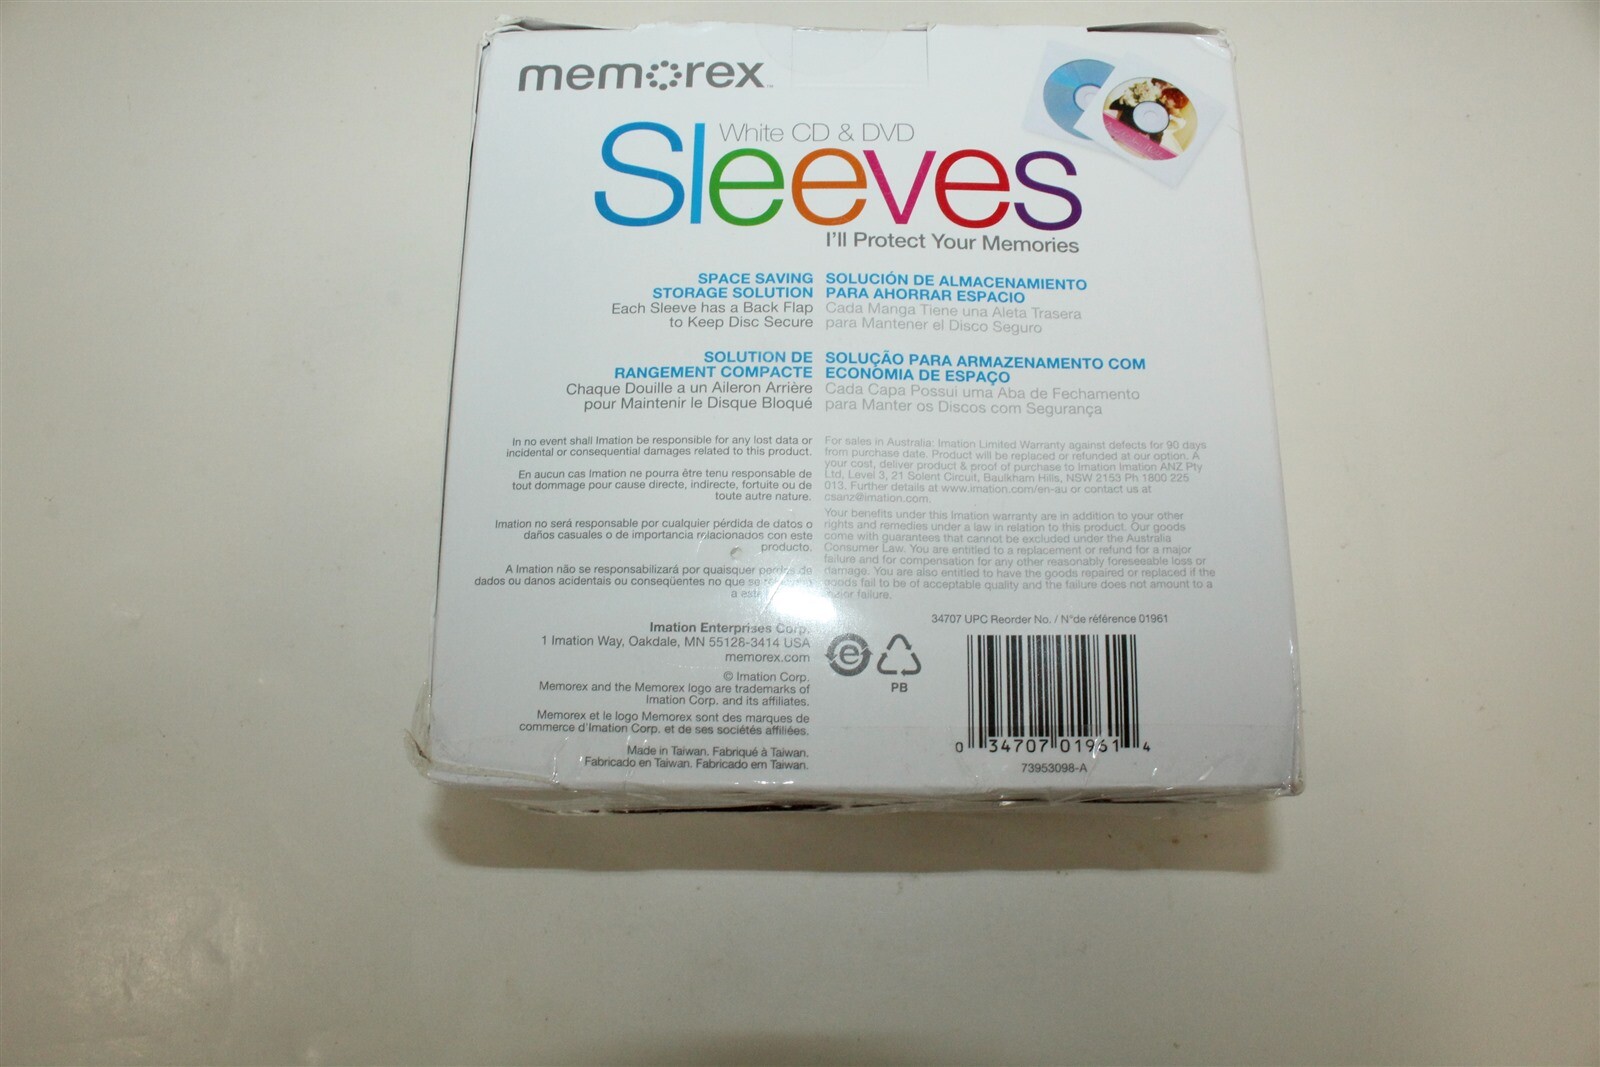 memorex
White CD & DVD
Sleeves
I'll Protect Your Memories
SPACE SAVING
STORAGE SOLUTION
Each Sleeve has a Back Flap
to Keep Disc Secure
SOLUCIÓN DE ALMACENAMIENTO
PARA AHORRAR ESPACIO
Cada Manga Tiene una Aleta Trasera
para Mantener el Disco Seguro
SOLUTION DE
RANGEMENT COMPACTE
Chaque Douille a un Aileron Arrière
pour Maintenir le Disque Bloqué
SOLUÇÃO PARA ARMAZENAMENTO COM
ECONOMIA DE ESPAÇO
Cada Capa Possui uma Aba de Fechamento
para Manter os Discos com Segurança
In no event shall Imation be responsible for any lost data or
incidental or consequential damages related to this product.
En aucun cas Imation ne pourra être tenu responsable de
tout dommage pour cause directe, indirecte, fortuite ou de
toute autre nature.
Imation no será responsable por cualquier pérdida de datos o
daños casuales o de importancia relacionados con este
producto.
A Imation não se responsabilizará por quaisquer perdas de
dados ou danos acidentais ou conseqüentes no que se
a este
For sales in Australia: Imation Limited Warranty against defects for 90 days
from purchase date. Product will be replaced or refunded at our option. A
your cost, deliver product & proof of purchase to Imation Imation ANZ Pty
Ltd, Level 3, 21 Solent Circuit, Baulkham Hills, NSW 2153 Ph 1800 225
013. Further details at www.imation.com/en-au or contact us at
csanz@imation.com.
Your benefits under this Imation warranty are in addition to your other
rights and remedies under a law in relation to this product. Our goods
come with guarantees that cannot be excluded under the Australia
Consumer Law. You are entitled to a replacement or refund for a major
failure and for compensation for any other reasonably foreseeable loss or
damage. You are also entitled to have the goods repaired or replaced if the
goods fail to be of acceptable quality and the failure does not amount to a
major failure.
Imation Enterprises Corp.
1 Imation Way, Oakdale, MN 55128-3414 USA
memorex.com
© Imation Corp.
Memorex and the Memorex logo are trademarks of
Imation Corp. and its affiliates.
Memorex et le logo Memorex sont des marques de
commerce d'Imation Corp. et de ses sociétés affiliées.
Made in Taiwan. Fabriqué à Taiwan.
Fabricado en Taiwan. Fabricado em Taiwan.
e
PB
34707 UPC Reorder No. / N°de référence 01961
0 34707 01961 4
73953098-A